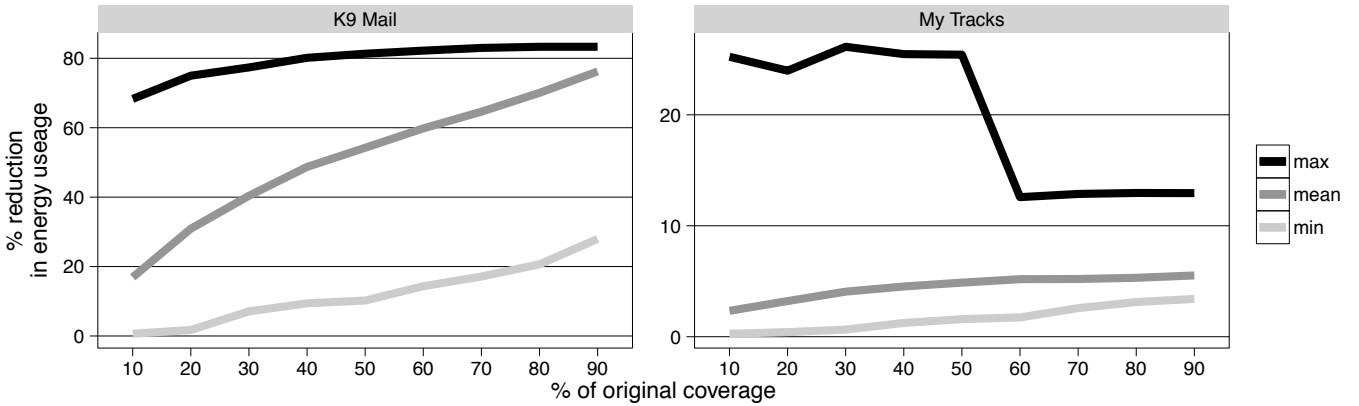 K9 Mail
My Tracks
% reduction
in energy useage
80
60
40
20
0
20
10
0
max
mean
min
10 20 30 40 50 60 70 80 90
10 20 30 40 50 60 70 80 90
% of original coverage